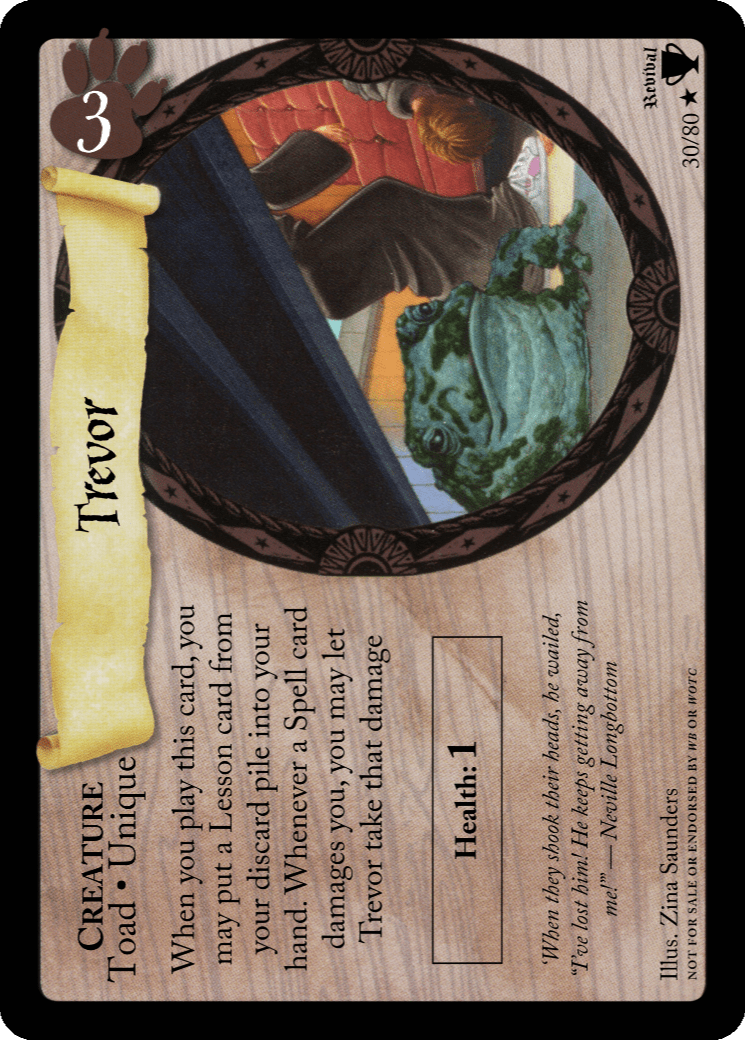 CREATURE
Toad • Unique
Trevor
3
When you play this card, you
may put a Lesson card from
your discard pile into your
hand. Whenever a Spell card
damages you, you may let
Trevor take that damage
Health: 1
‘When they shook their heads, he wailed,
“I’ve lost him! He keeps getting away from
me!”’ — Neville Longbottom
Illus. Zina Saunders
NOT FOR SALE OR ENDORSED BY WB OR WOTC
30/80 ★
Revival